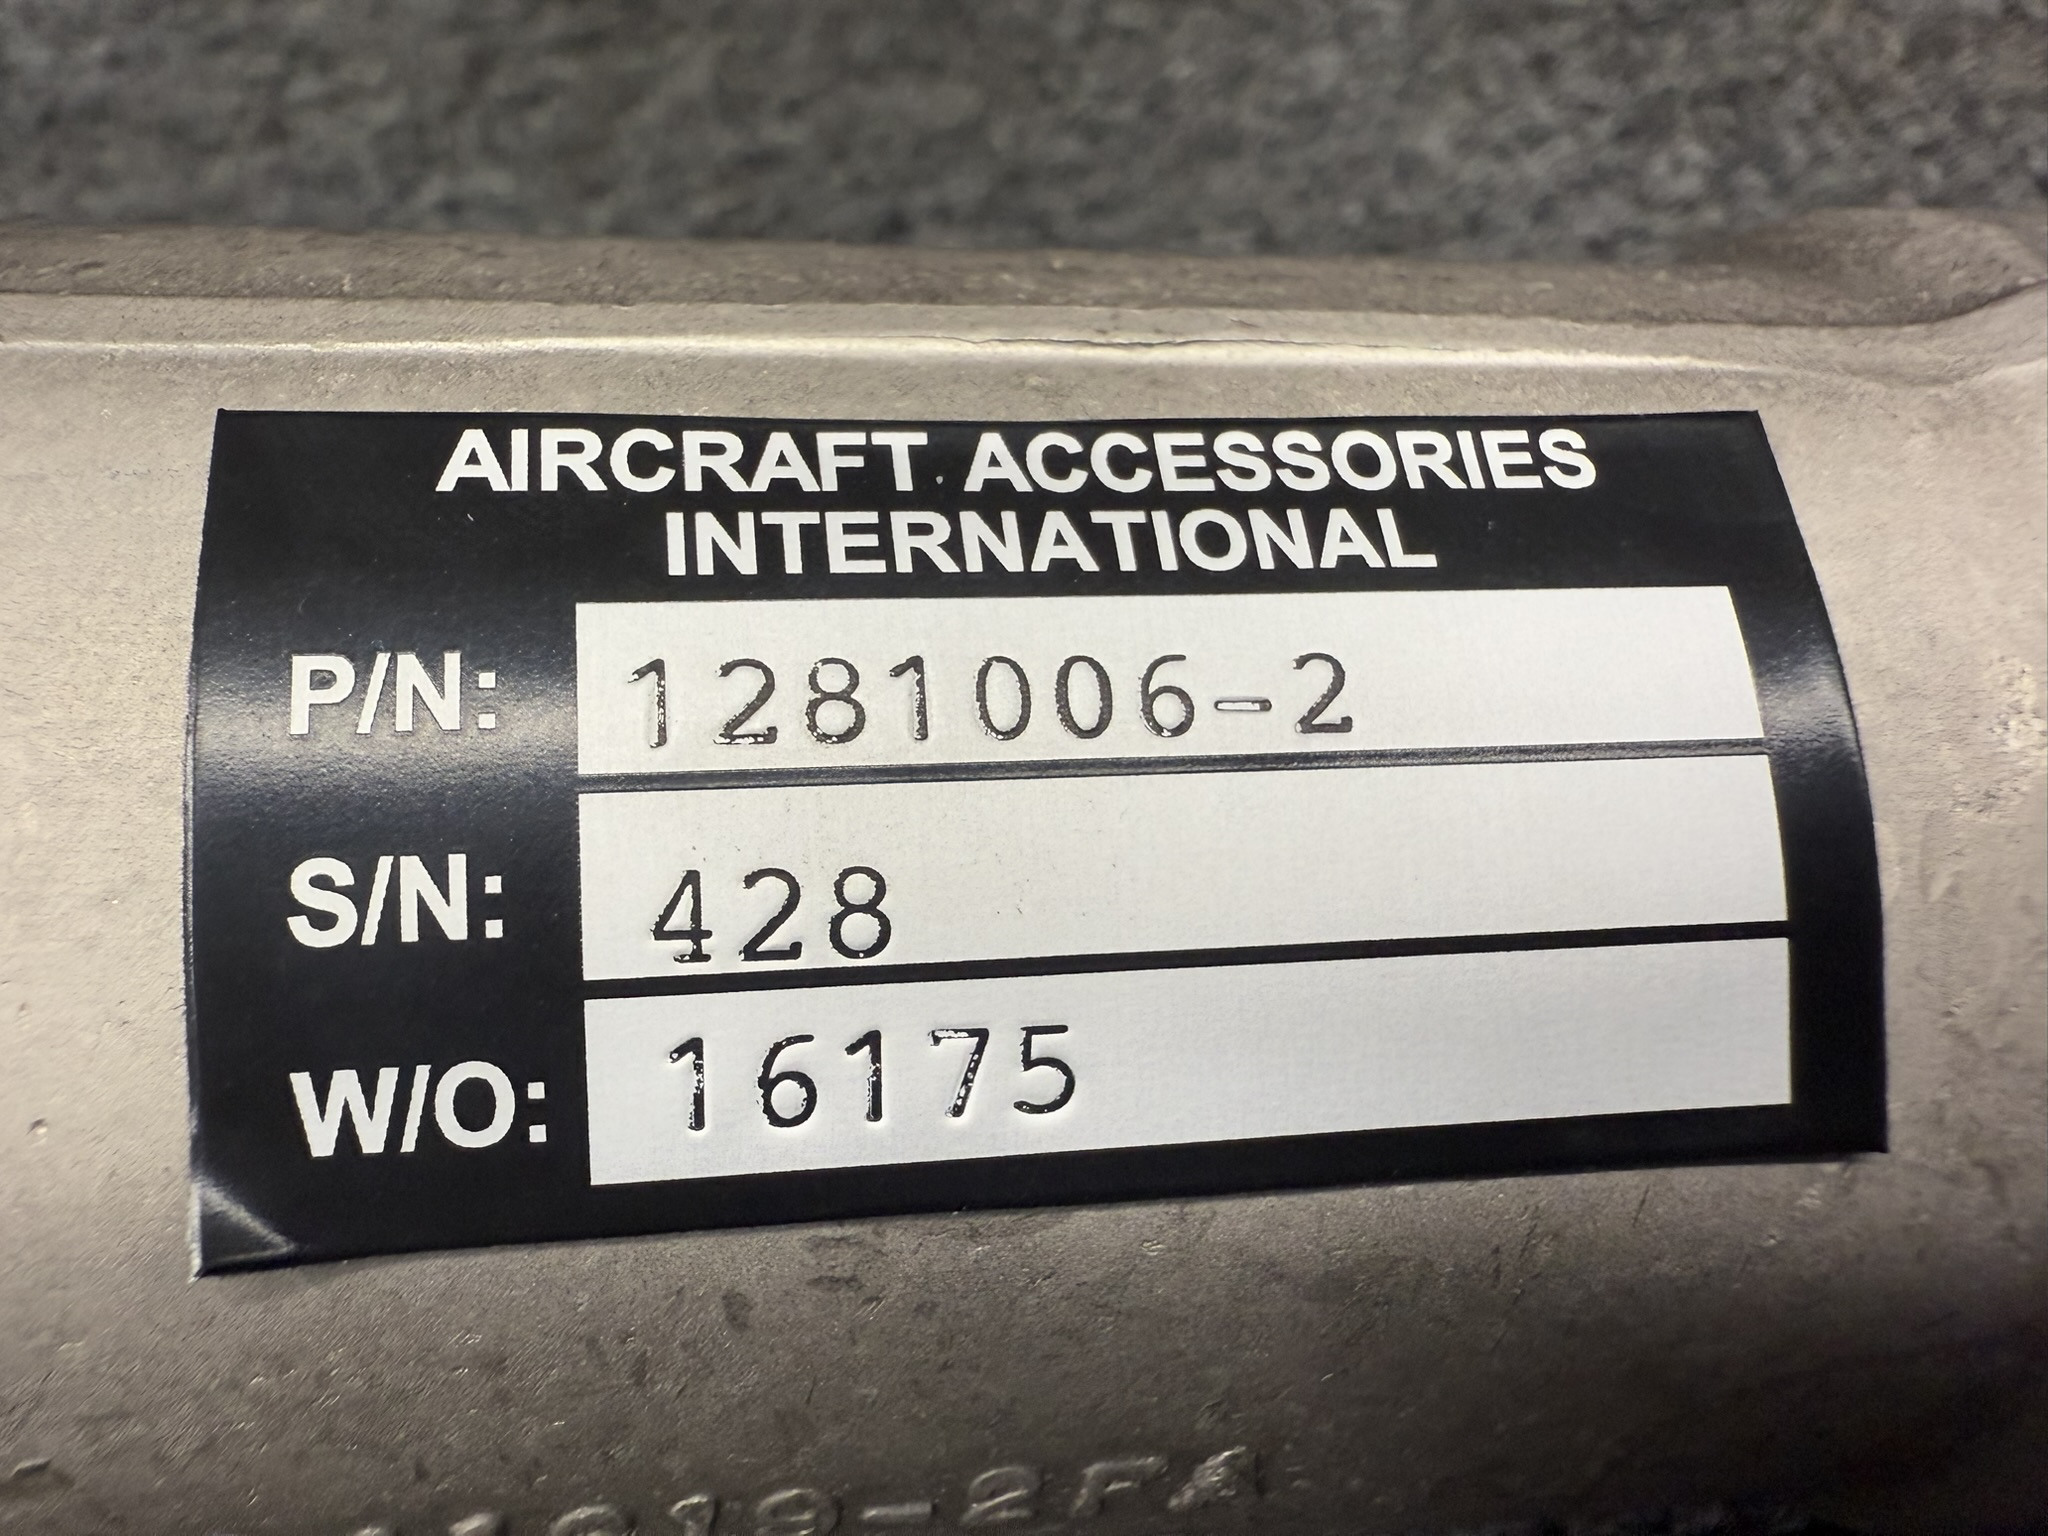 AIRCRAFT ACCESSORIES
INTERNATIONAL
P/N: 1281006-2
S/N: 428
W/O: 16175